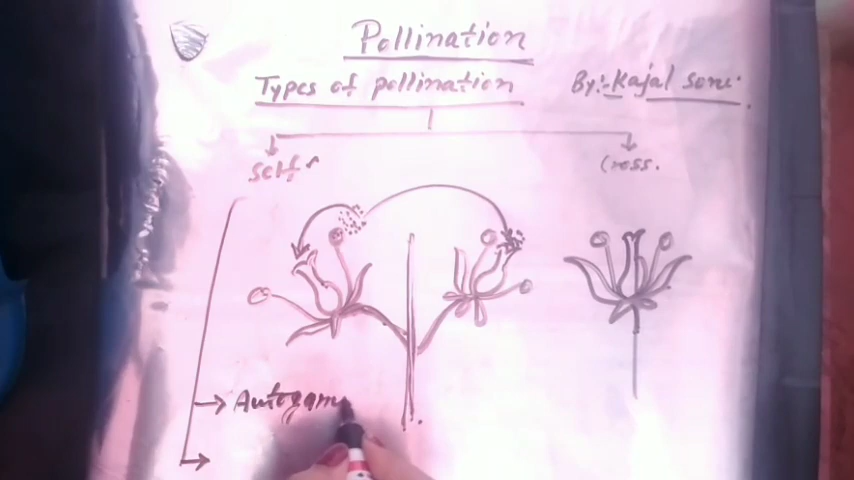 Pollination
Types of pollination
By:- Kajal soni.
Self
Cross.
Autogam